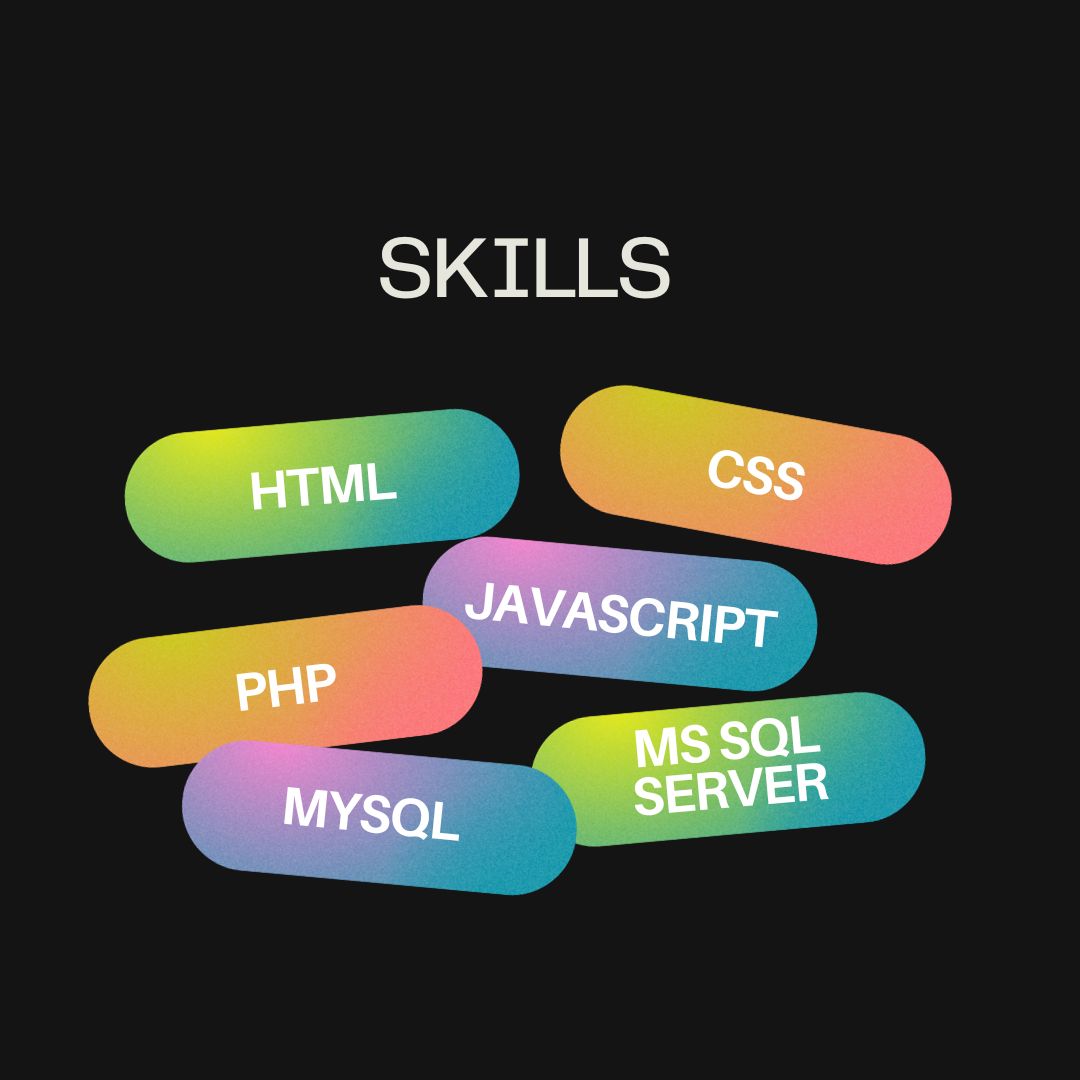 SKILLS
HTML
CSS
JAVASCRIPT
PHP
MS SQL
SERVER
MYSQL